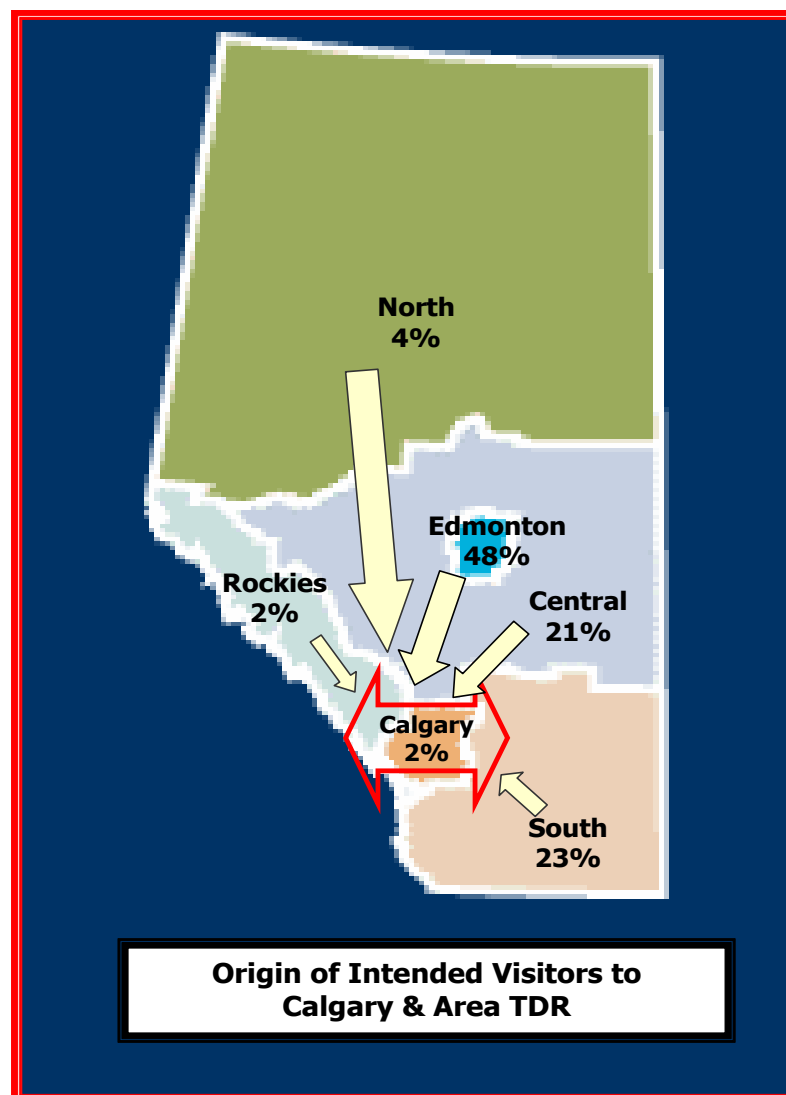 North
4%
Edmonton
48%
Rockies
2%
Central
21%
Calgary
2%
South
23%
Origin of Intended Visitors to
Calgary & Area TDR